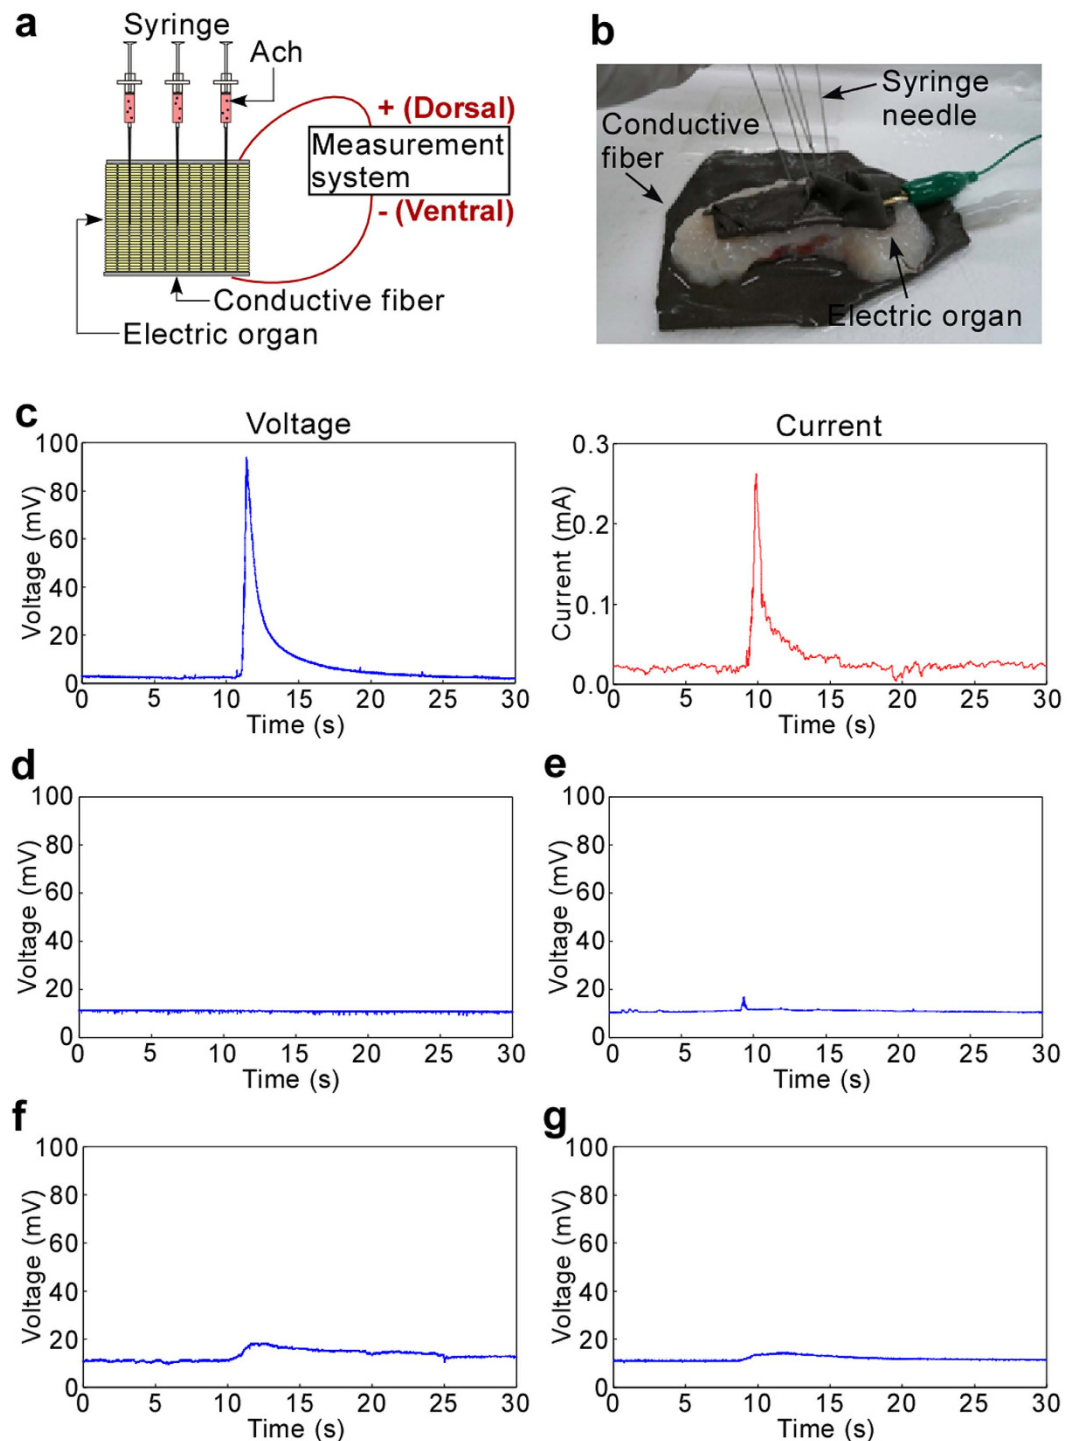 a
Syringe
Ach
+ (Dorsal)
Measurement
system
- (Ventral)
Conductive fiber
Electric organ
b
Syringe
needle
Conductive
fiber
Electric organ
c
Voltage
100
80
60
40
20
0
Voltage (mV)
0 5 10 15 20 25 30
Time (s)
Current
0.3
0.2
0.1
0.0
Current (mA)
0 5 10 15 20 25 30
Time (s)
d
100
80
60
40
20
0
Voltage (mV)
0 5 10 15 20 25 30
Time (s)
e
100
80
60
40
20
0
Voltage (mV)
0 5 10 15 20 25 30
Time (s)
f
100
80
60
40
20
0
Voltage (mV)
0 5 10 15 20 25 30
Time (s)
g
100
80
60
40
20
0
Voltage (mV)
0 5 10 15 20 25 30
Time (s)